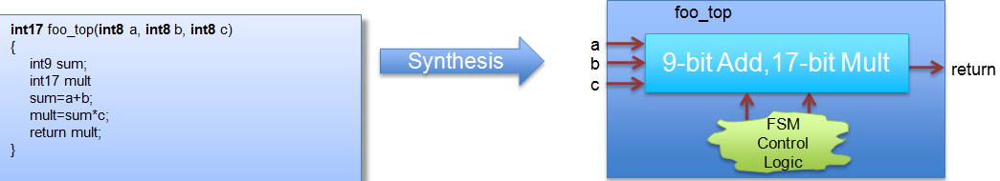 int17 foo_top(int8 a, int8 b, int8 c)
{
int9 sum;
int17 mult
sum=a+b;
mult=sum*c;
return mult;
}
Synthesis
foo_top
a
b
c
9-bit Add,17-bit Mult
return
FSM
Control
Logic